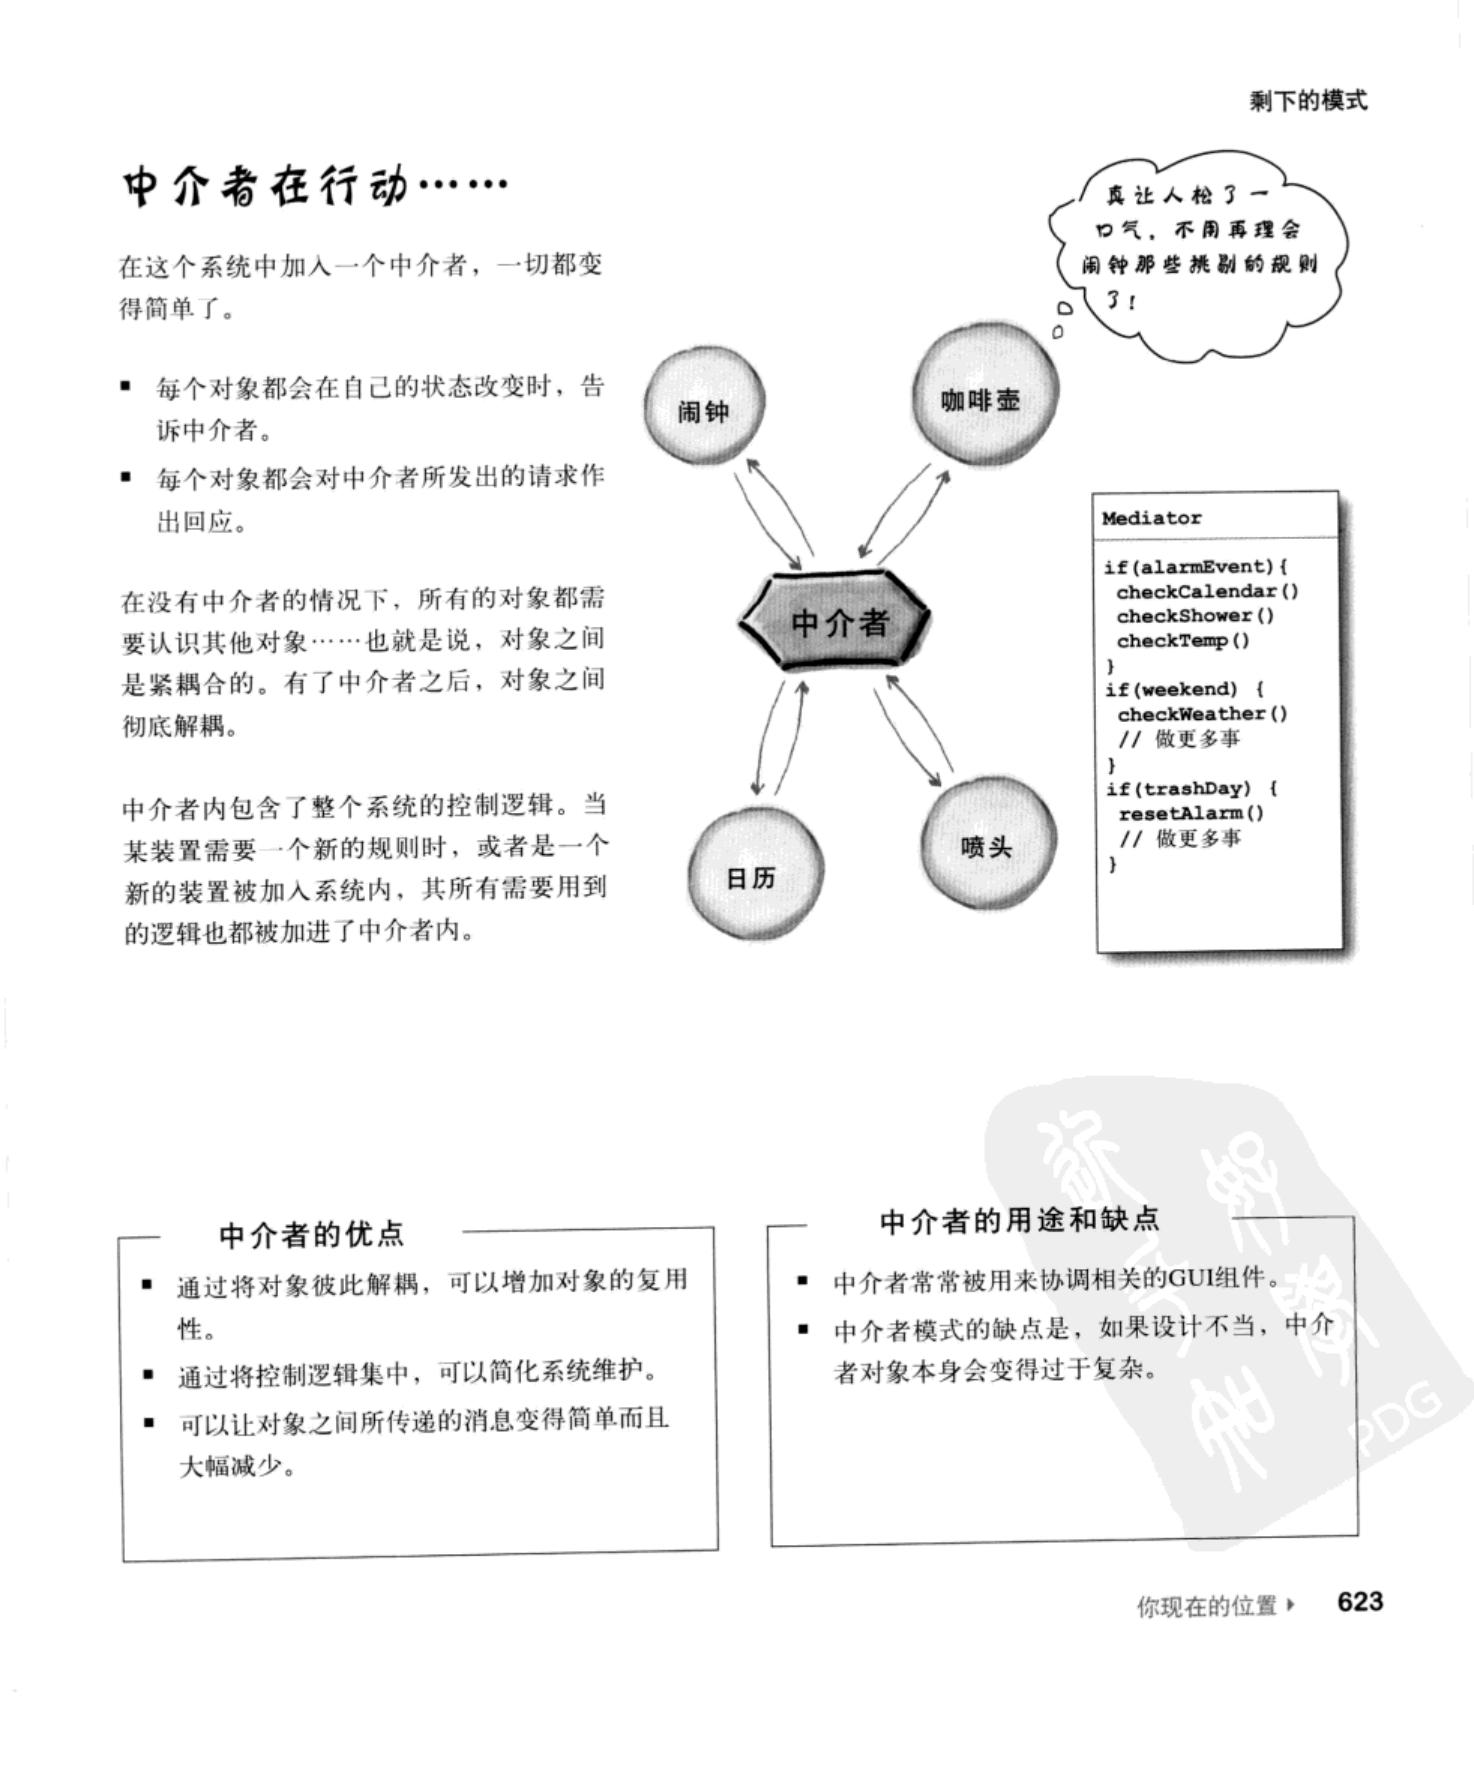 剩下的模式
中介者在行动……
在这个系统中加入一个中介者，一切都变
得简单了。
■ 每个对象都会在自己的状态改变时，告
诉中介者。
■ 每个对象都会对中介者所发出的请求作
出回应。
在没有中介者的情况下，所有的对象都需
要认识其他对象……也就是说，对象之间
是紧耦合的。有了中介者之后，对象之间
彻底解耦。
中介者内包含了整个系统的控制逻辑。当
某装置需要一个新的规则时，或者是一个
新的装置被加入系统内，其所有需要用到
的逻辑也都被加进了中介者内。
真让人松了一
口气，不用再理会
闹钟那些挑剔的规则
了！
闹钟
咖啡壶
中介者
日历
喷头
Mediator
if(alarmEvent){
checkCalendar()
checkShower()
checkTemp()
}
if(weekend) {
checkWeather()
// 做更多事
}
if(trashDay) {
resetAlarm()
// 做更多事
}
中介者的优点
■ 通过将对象彼此解耦，可以增加对象的复用
性。
■ 通过将控制逻辑集中，可以简化系统维护。
■ 可以让对象之间所传递的消息变得简单而且
大幅减少。
中介者的用途和缺点
■ 中介者常常被用来协调相关的GUI组件。
■ 中介者模式的缺点是，如果设计不当，中介
者对象本身会变得过于复杂。
PDG
你现在的位置▸ 623